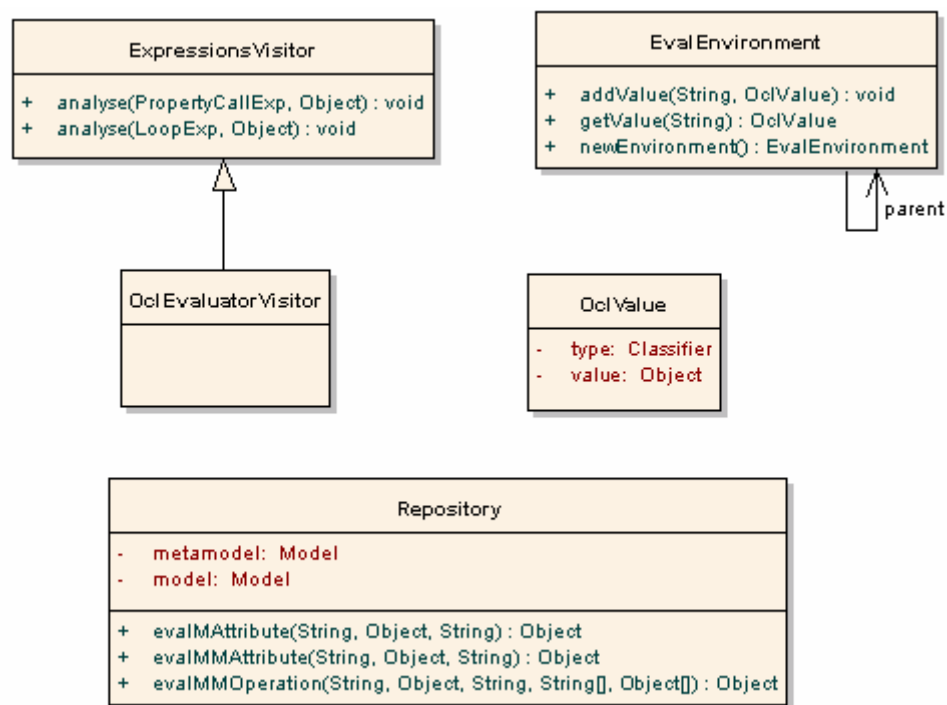 ExpressionsVisitor
+ analyse(PropertyCallExp, Object) : void
+ analyse(LoopExp, Object) : void
EvalEnvironment
+ addValue(String, OclValue) : void
+ getValue(String) : OclValue
+ newEnvironment() : EvalEnvironment
parent
OclEvaluatorVisitor
OclValue
- type: Classifier
- value: Object
Repository
- metamodel: Model
- model: Model
+ evalMAttribute(String, Object, String) : Object
+ evalMMAttribute(String, Object, String) : Object
+ evalMMOperation(String, Object, String, String[], Object[]) : Object